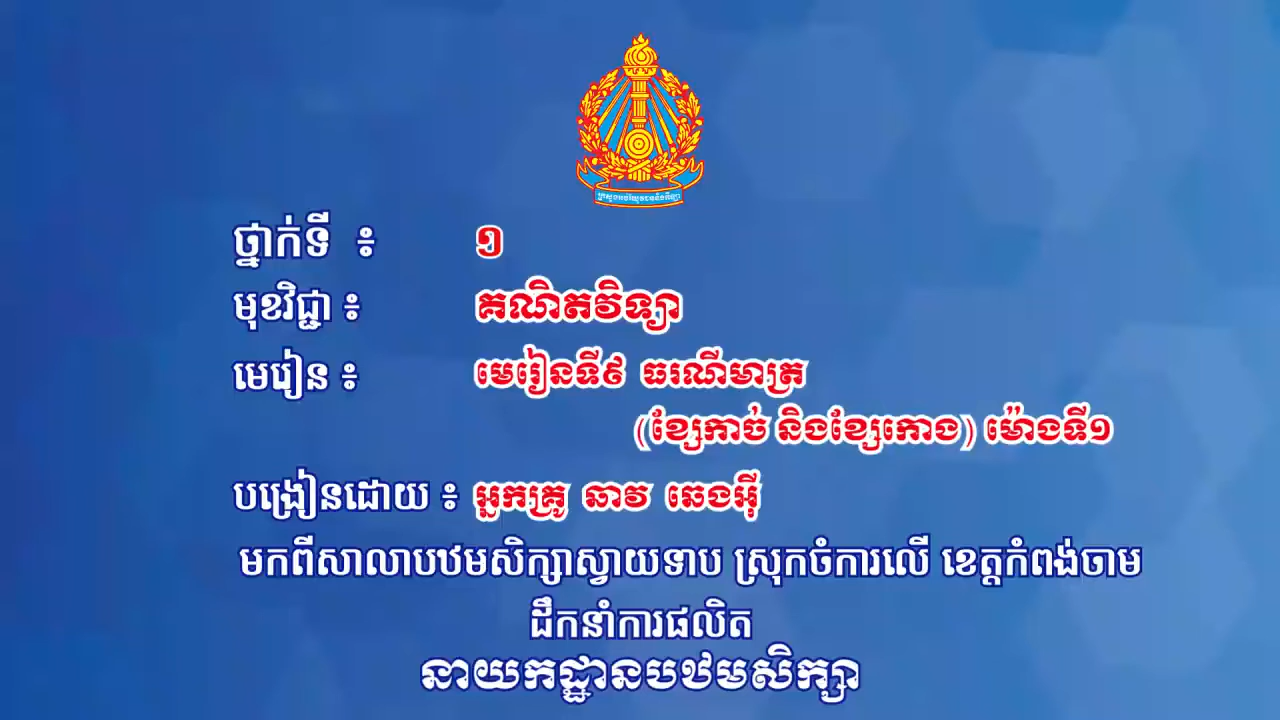 ថ្នាក់ទី ៖ ១
មុខវិជ្ជា ៖ គណិតវិទ្យា
មេរៀន ៖ មេរៀនទី៩ ធរណីមាត្រ
(ខ្សែកាច់ និងខ្សែកោង) ម៉ោងទី១
បង្រៀនដោយ ៖ អ្នកគ្រូ ឆាវ ឆេងអ៊ី
មកពីសាលាបឋមសិក្សាស្វាយទាប ស្រុកចំការលើ ខេត្តកំពង់ចាម
ដឹកនាំការផលិត
នាយកដ្ឋានបឋមសិក្សា